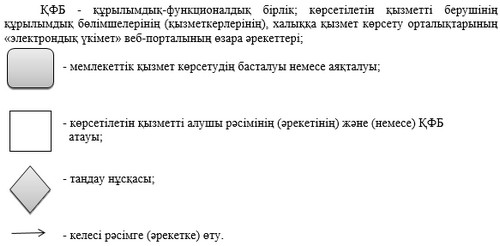 ҚФБ - құрылымдық-функционалдық бірлік; көрсетілетін қызметті берушінің
құрылымдық бөлімшелерінің (қызметкерлерінің), халыққа қызмет көрсету орталықтарының
«электрондық үкімет» веб-порталының өзара әрекеттері;
- мемлекеттік қызмет көрсетудің басталуы немесе аяқталуы;
- көрсетілетін қызметті алушы рәсімінің (әрекетінің) және (немесе) ҚФБ
атауы;
- таңдау нұсқасы;
- келесі рәсімге (әрекетке) өту.